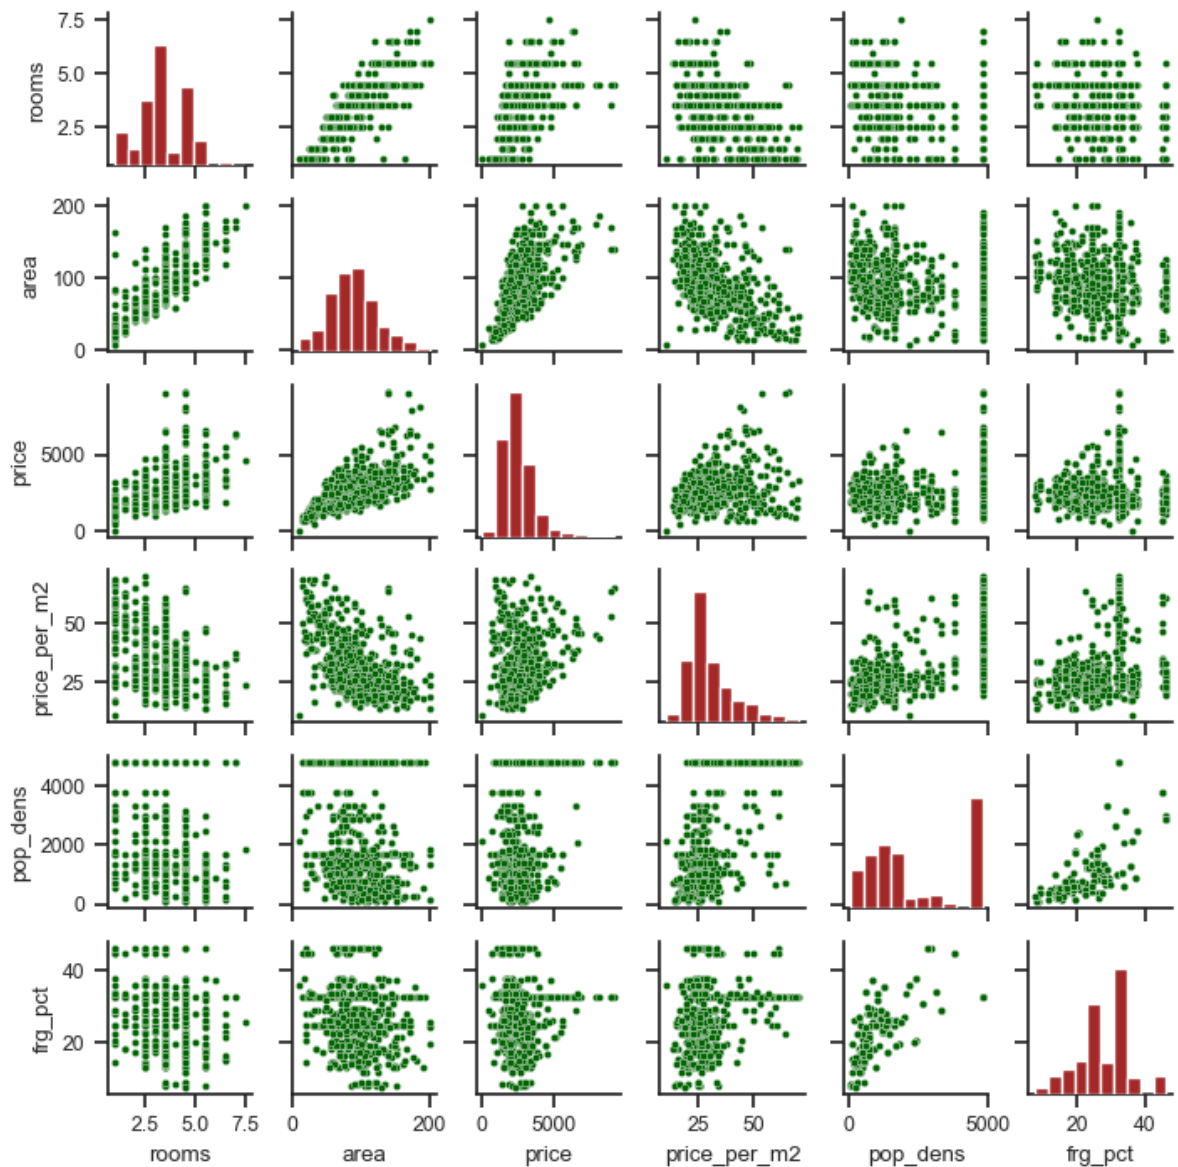 7.5
5.0
2.5
rooms
200
100
0
area
5000
0
price
50
25
price_per_m2
4000
2000
0
pop_dens
40
20
frg_pct
2.5 5.0 7.5 0 200 0 5000 25 50 0 5000 20 40
rooms area price price_per_m2 pop_dens frg_pct